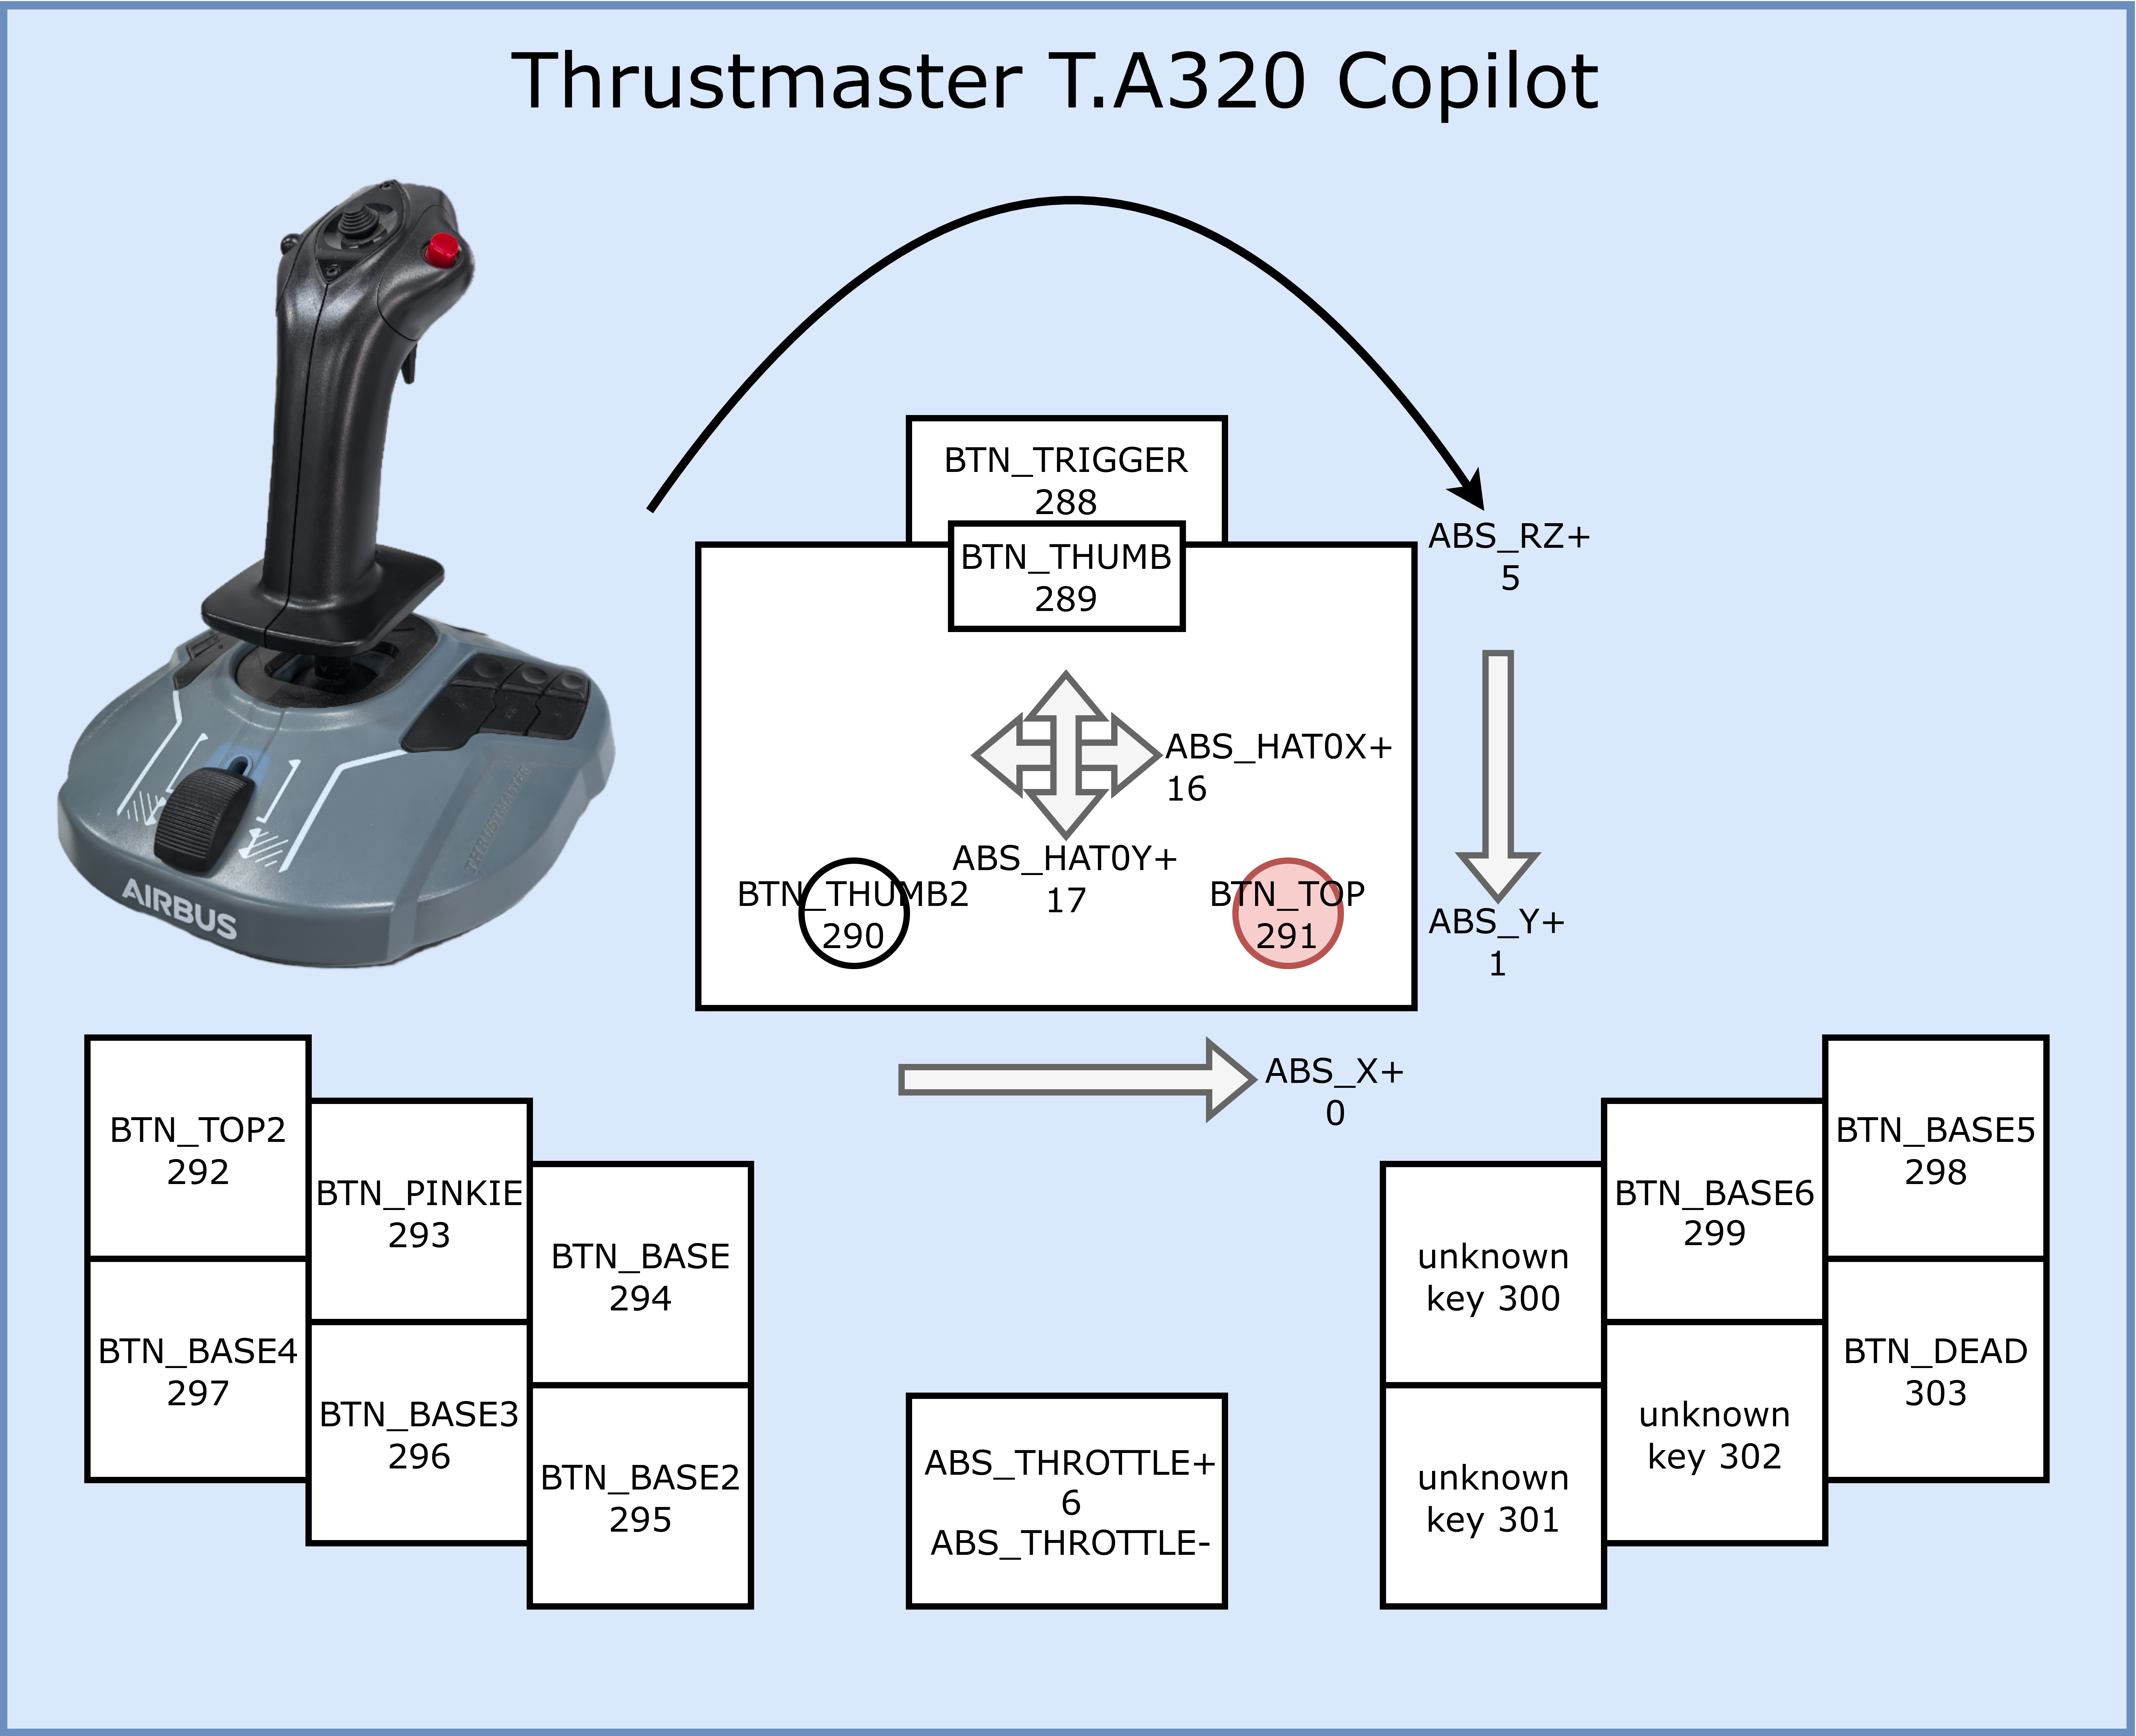 Thrustmaster T.A320 Copilot
BTN_TRIGGER
288
BTN_THUMB
289
ABS_RZ+
5
ABS_HAT0X+
16
ABS_HAT0Y+
17
BTN_THUMB2
290
BTN_TOP
291
ABS_Y+
1
THRUSTMASTER
AIRBUS
ABS_X+
0
BTN_TOP2
292
BTN_PINKIE
293
BTN_BASE
294
BTN_BASE4
297
BTN_BASE3
296
BTN_BASE2
295
ABS_THROTTLE+
6
ABS_THROTTLE-
unknown
key 300
BTN_BASE6
299
BTN_BASE5
298
unknown
key 301
unknown
key 302
BTN_DEAD
303